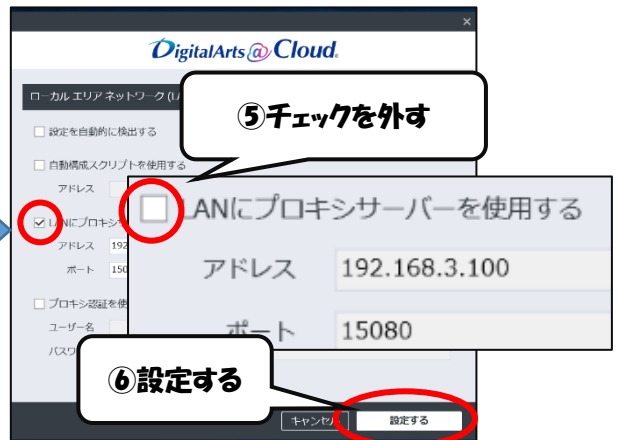 DigitalArts@Cloud.
ローカル エリア ネットワーク (LA
⑤チェックを外す
設定を自動的に検出する
自動構成スクリプトを使用する
アドレス
LANにプロキシサーバーを使用する
アドレス 192.168.3.100
ポート 15080
LANにプロキシサ
アドレス 192
ポート 150
プロキシ認証を使
ユーザー名
パスワ
⑥設定する
キャンセル
設定する